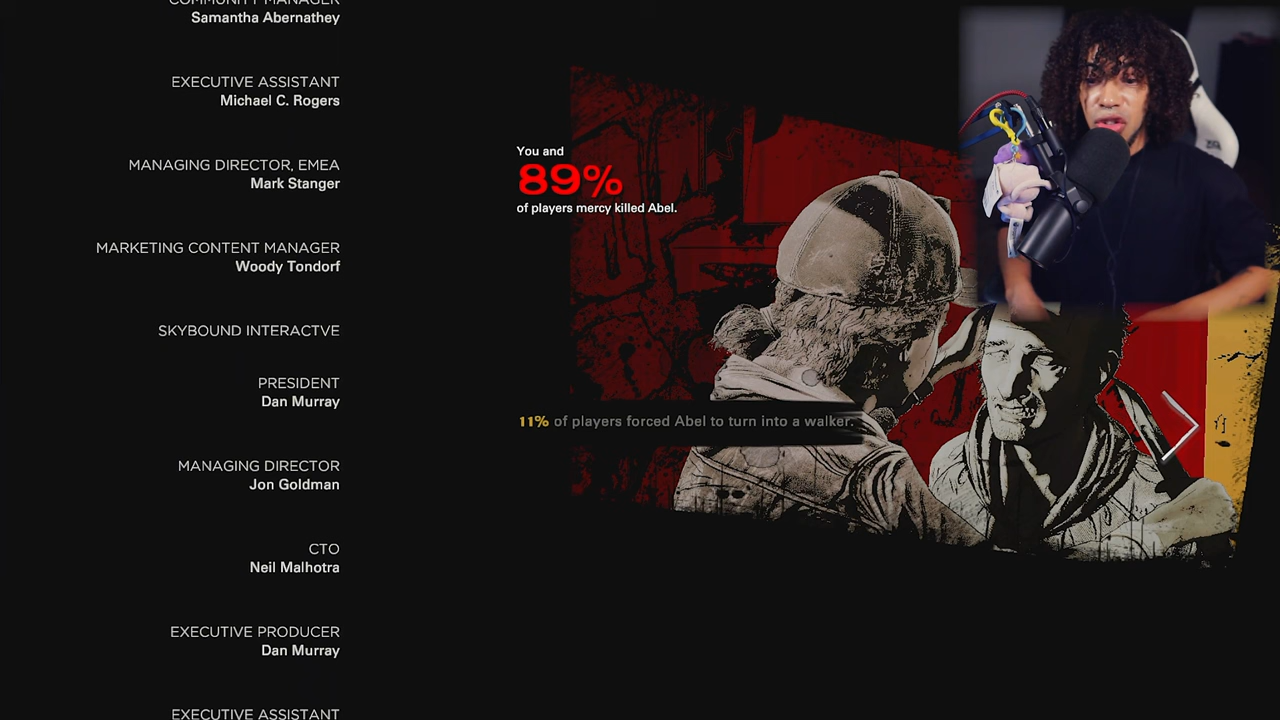 COMMUNITY MANAGER
Samantha Abernathey
EXECUTIVE ASSISTANT
Michael C. Rogers
MANAGING DIRECTOR, EMEA
Mark Stanger
MARKETING CONTENT MANAGER
Woody Tondorf
SKYBOUND INTERACTVE
PRESIDENT
Dan Murray
MANAGING DIRECTOR
Jon Goldman
CTO
Neil Malhotra
EXECUTIVE PRODUCER
Dan Murray
EXECUTIVE ASSISTANT
You and
89%
of players mercy killed Abel.
11% of players forced Abel to turn into a walker.